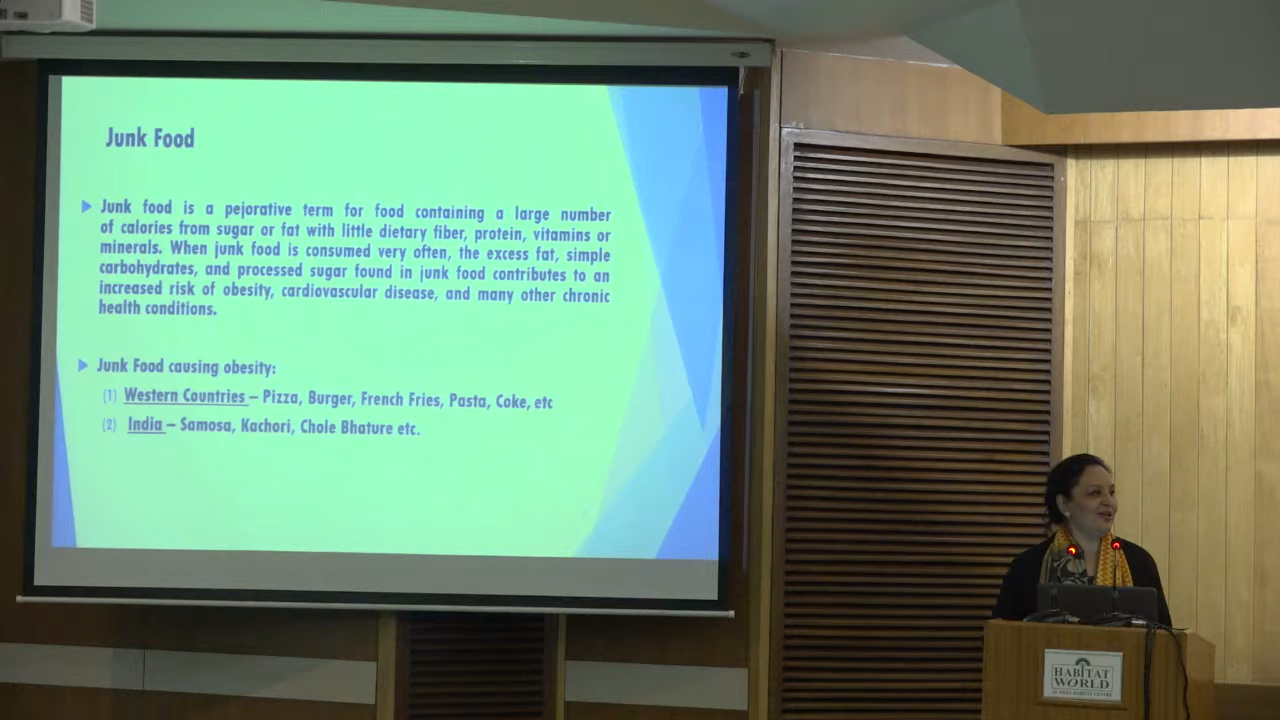 Junk Food
Junk food is a pejorative term for food containing a large number
of calories from sugar or fat with little dietary fiber, protein, vitamins or
minerals. When junk food is consumed very often, the excess fat, simple
carbohydrates, and processed sugar found in junk food contributes to an
increased risk of obesity, cardiovascular disease, and many other chronic
health conditions.
Junk Food causing obesity:
(1) Western Countries – Pizza, Burger, French Fries, Pasta, Coke, etc
(2) India – Samosa, Kachori, Chole Bhature etc.
HABITAT
WORLD
AT INDIA HABITAT CENTRE